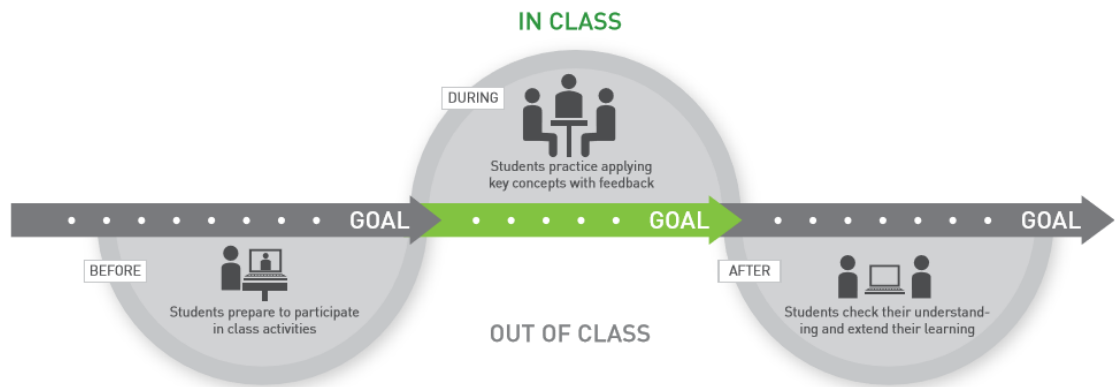 IN CLASS
DURING
Students practice applying
key concepts with feedback
GOAL
GOAL
GOAL
BEFORE
Students prepare to participate
in class activities
AFTER
Students check their understand-
ing and extend their learning
OUT OF CLASS